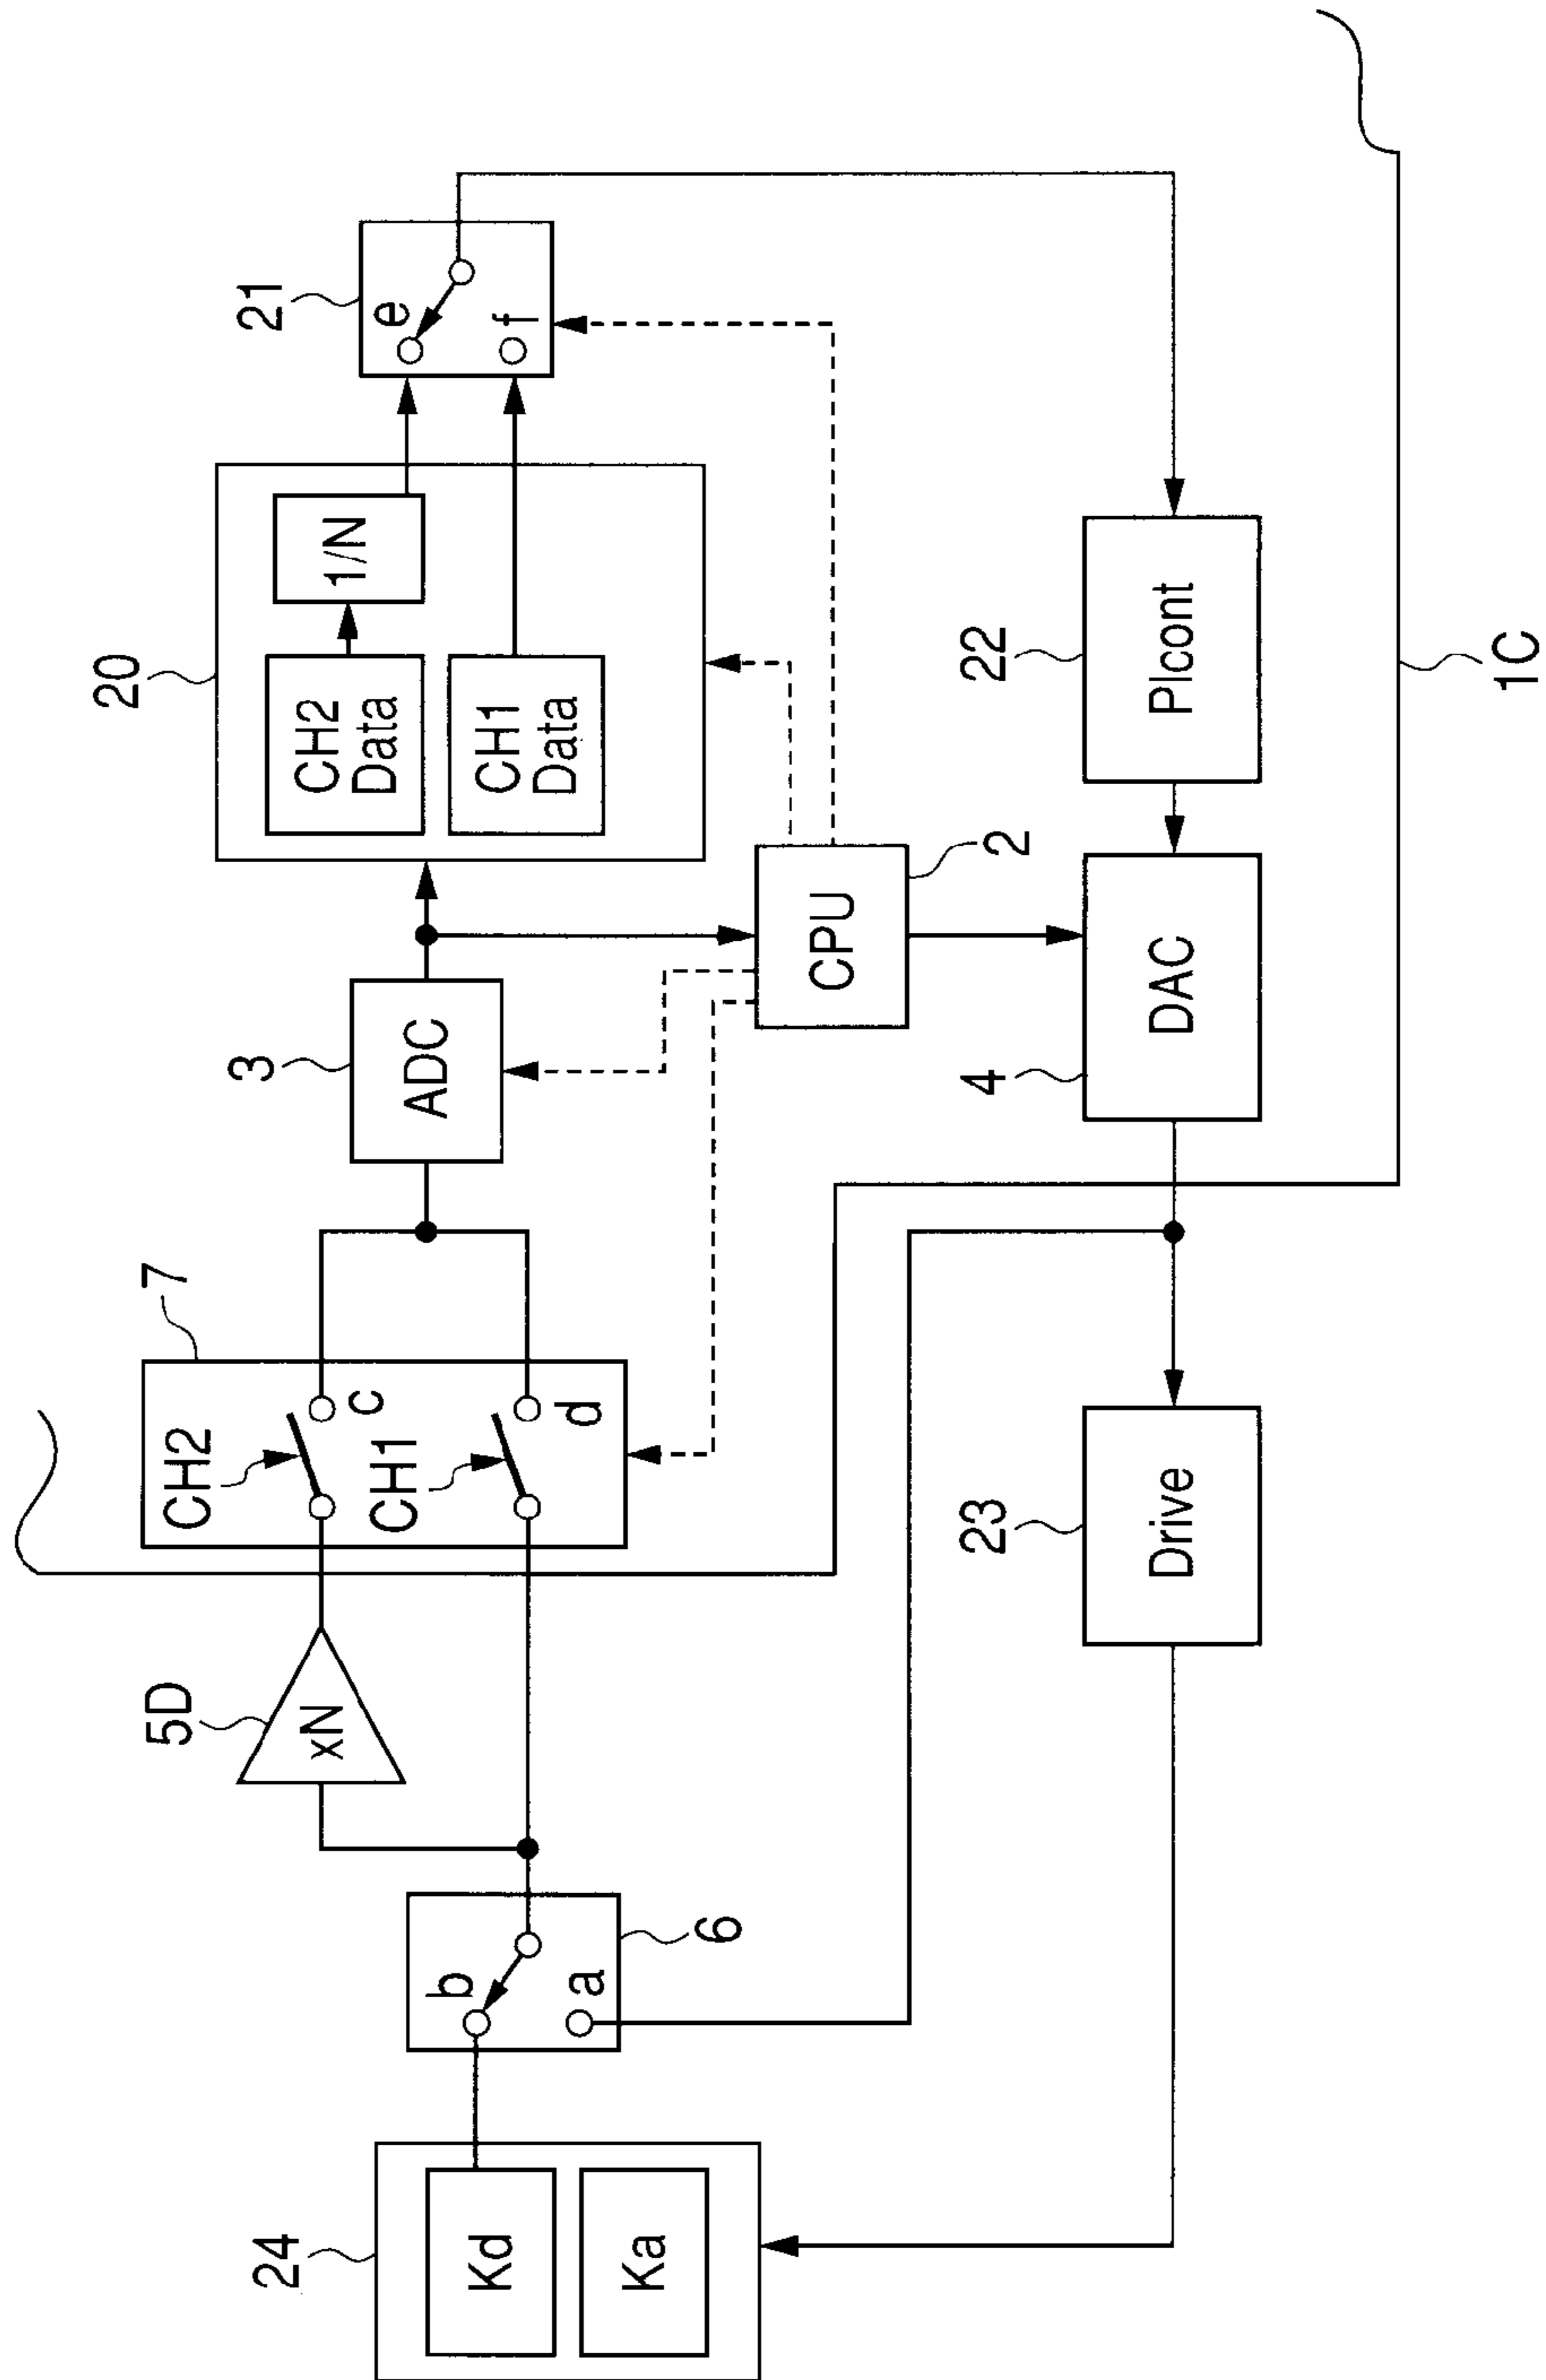 20
21
CH2
Data
1/N
CH1
Data
e
f
3
ADC
7
CH2
c
CH1
d
5D
xN
b
a
6
24
Kd
Ka
CPU
2
22
PIcont
4
DAC
23
Drive
1C